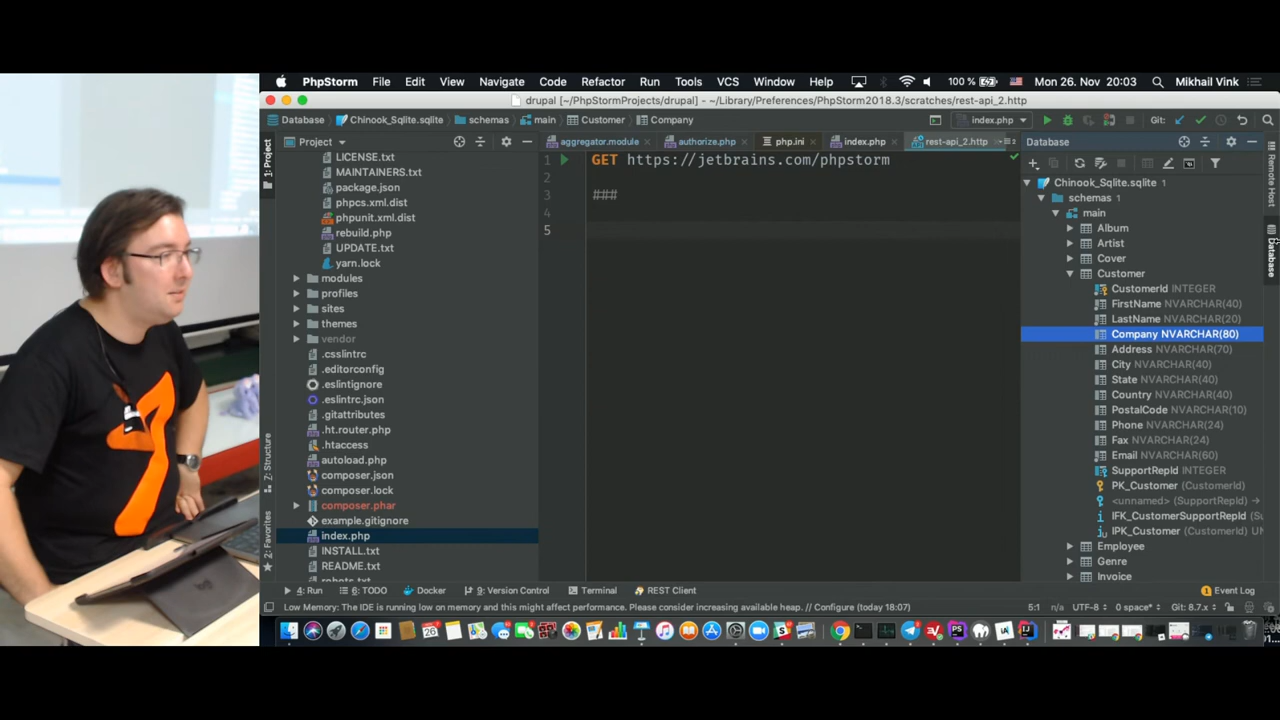 PhpStorm File Edit View Navigate Code Refactor Run Tools VCS Window Help 100 % Mon 26. Nov 20:03 Mikhail Vink
drupal [~/PhpStormProjects/drupal] - ~/Library/Preferences/PhpStorm2018.3/scratches/rest-api_2.http
Database Chinook_Sqlite.sqlite schemas main Customer Company index.php Git:
Project aggregator.module authorize.php php.ini index.php rest-api_2.http Database
1: Project
LICENSE.txt
MAINTAINERS.txt
package.json
phpcs.xml.dist
phpunit.xml.dist
rebuild.php
UPDATE.txt
yarn.lock
modules
profiles
sites
themes
vendor
.csslintrc
.editorconfig
.eslintignore
.eslintrc.json
.gitattributes
.ht.router.php
.htaccess
autoload.php
composer.json
composer.lock
composer.phar
example.gitignore
index.php
INSTALL.txt
README.txt
robots.txt
Z: Structure
2: Favorites
1 GET https://jetbrains.com/phpstorm
2
3 ###
4
5
Chinook_Sqlite.sqlite 1
schemas 1
main
Album
Artist
Cover
Customer
CustomerId INTEGER
FirstName NVARCHAR(40)
LastName NVARCHAR(20)
Company NVARCHAR(80)
Address NVARCHAR(70)
City NVARCHAR(40)
State NVARCHAR(40)
Country NVARCHAR(40)
PostalCode NVARCHAR(10)
Phone NVARCHAR(24)
Fax NVARCHAR(24)
Email NVARCHAR(60)
SupportRepId INTEGER
PK_Customer (CustomerId)
<unnamed> (SupportRepId)
IFK_CustomerSupportRepId (Su
IPK_Customer (CustomerId) UN
Employee
Genre
Invoice
Remote Host
Database
4: Run 6: TODO Docker 9: Version Control Terminal REST Client 1 Event Log
Low Memory: The IDE is running low on memory and this might affect performance. Please consider increasing available heap. // Configure (today 18:07) 5:1 UTF-8 0 space* Git: 8.7.x